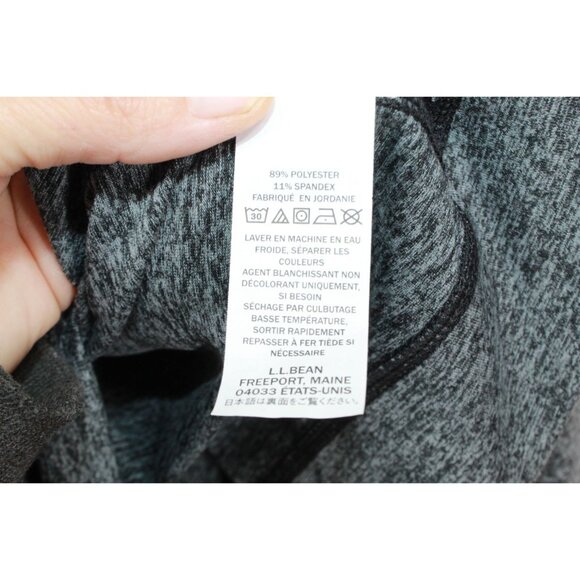 89% POLYESTER
11% SPANDEX
FABRIQUÉ EN JORDANIE
30
LAVER EN MACHINE EN EAU
FROIDE, SÉPARER LES
COULEURS
AGENT BLANCHISSANT NON
DÉCOLORANT UNIQUEMENT,
SI BESOIN
SÉCHAGE PAR CULBUTAGE
BASSE TEMPÉRATURE,
SORTIR RAPIDEMENT
REPASSER À FER TIÈDE SI
NÉCESSAIRE
L.L.BEAN
FREEPORT, MAINE
04033 ÉTATS-UNIS
日本語は裏面をご覧ください。